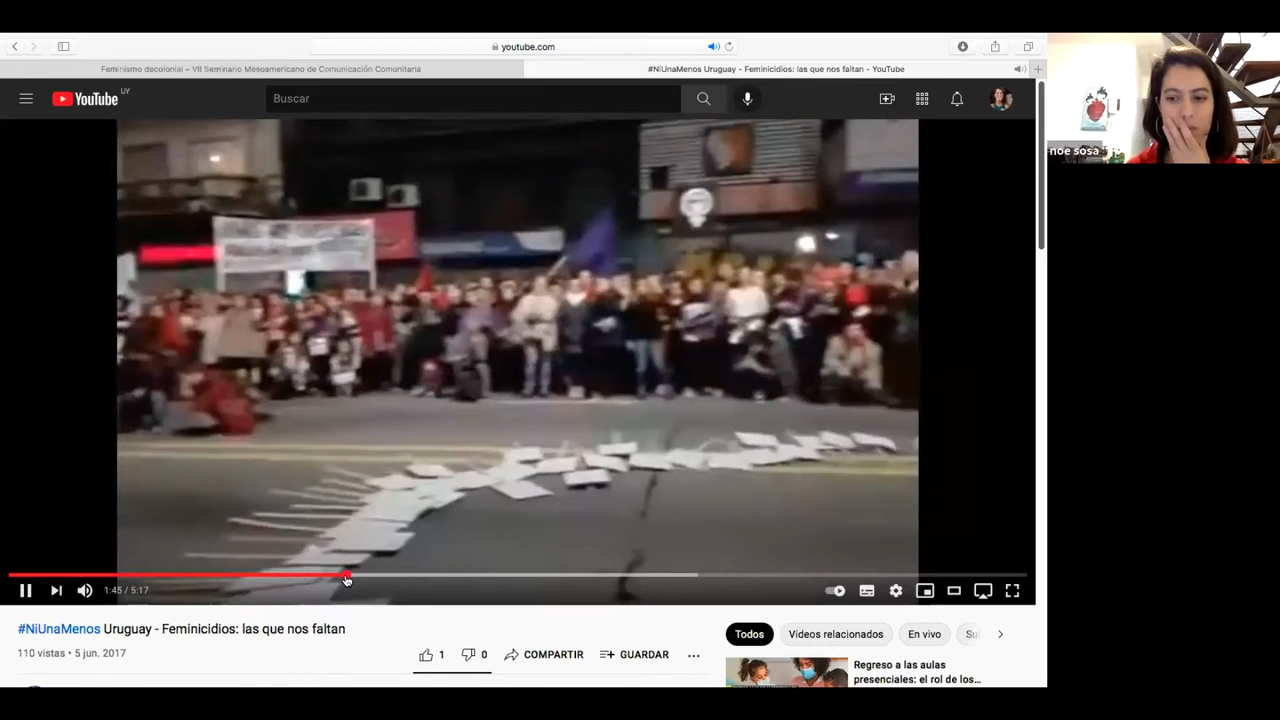 youtube.com
Feminismo decolonial – VII Seminario Mesoamericano de Comunicación Comunitaria
#NiUnaMenos Uruguay - Feminicidios: las que nos faltan - YouTube
YouTube UY
Buscar
noe sosa
1:45 / 5:17
#NiUnaMenos Uruguay - Feminicidios: las que nos faltan
110 vistas • 5 jun. 2017
1
0
COMPARTIR
GUARDAR
Todos
Videos relacionados
En vivo
Regreso a las aulas
presenciales: el rol de los...